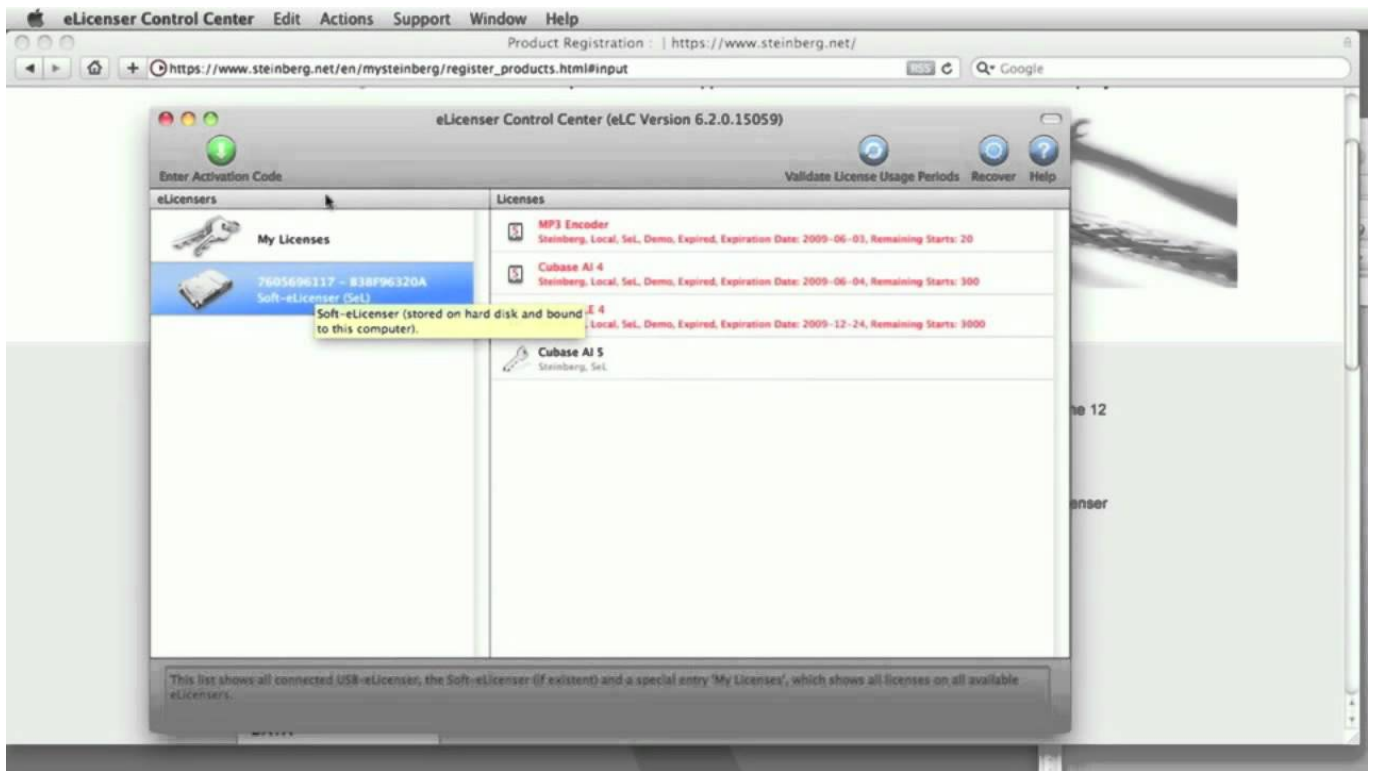 eLicenser Control Center Edit Actions Support Window Help
Product Registration : | https://www.steinberg.net/
https://www.steinberg.net/en/mysteinberg/register_products.html#input
RSS
Google
eLicenser Control Center (eLC Version 6.2.0.15059)
Enter Activation Code
Validate License Usage Periods
Recover
Help
eLicensers
My Licenses
7605696117 - B38F96320A
Soft-eLicenser (SeL)
Soft-eLicenser (stored on hard disk and bound
to this computer).
Licenses
MP3 Encoder
Steinberg, Local, SeL, Demo, Expired, Expiration Date: 2009-06-03, Remaining Starts: 20
Cubase AI 4
Steinberg, Local, SeL, Demo, Expired, Expiration Date: 2009-06-04, Remaining Starts: 300
E 4
Local, SeL, Demo, Expired, Expiration Date: 2009-12-24, Remaining Starts: 3000
Cubase AI 5
Steinberg, SeL
ne 12
enser
This list shows all connected USB-eLicenser, the Soft-eLicenser (if existent) and a special entry 'My Licenses', which shows all licenses on all available
eLicensers.